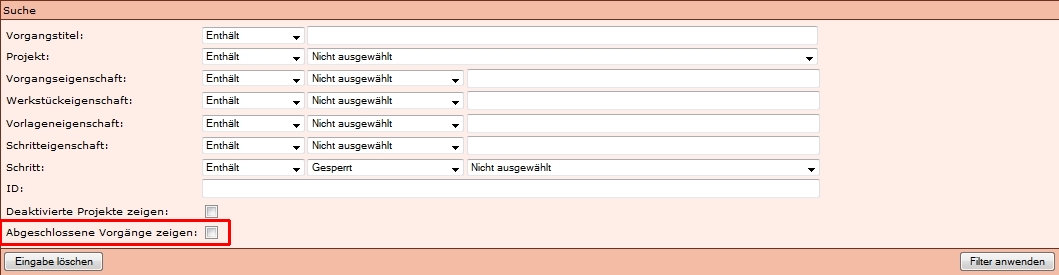 Suche
Vorgangstitel: Enthält
Projekt: Enthält Nicht ausgewählt
Vorgangseigenschaft: Enthält Nicht ausgewählt
Werkstückeigenschaft: Enthält Nicht ausgewählt
Vorlageneigenschaft: Enthält Nicht ausgewählt
Schritteigenschaft: Enthält Nicht ausgewählt
Schritt: Enthält Gesperrt Nicht ausgewählt
ID:
Deaktivierte Projekte zeigen:
Abgeschlossene Vorgänge zeigen:
Eingabe löschen Filter anwenden